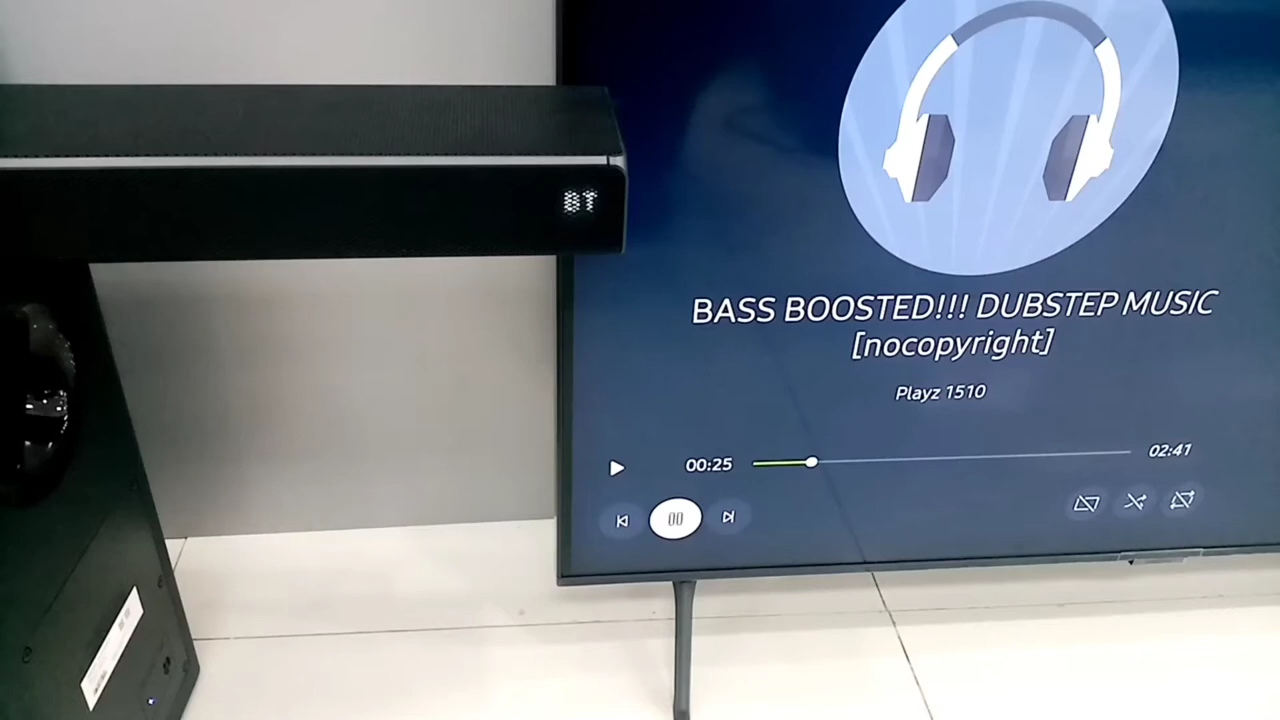 BT
BASS BOOSTED!!! DUBSTEP MUSIC
[nocopyright]
Playz 1510
00:25
02:41